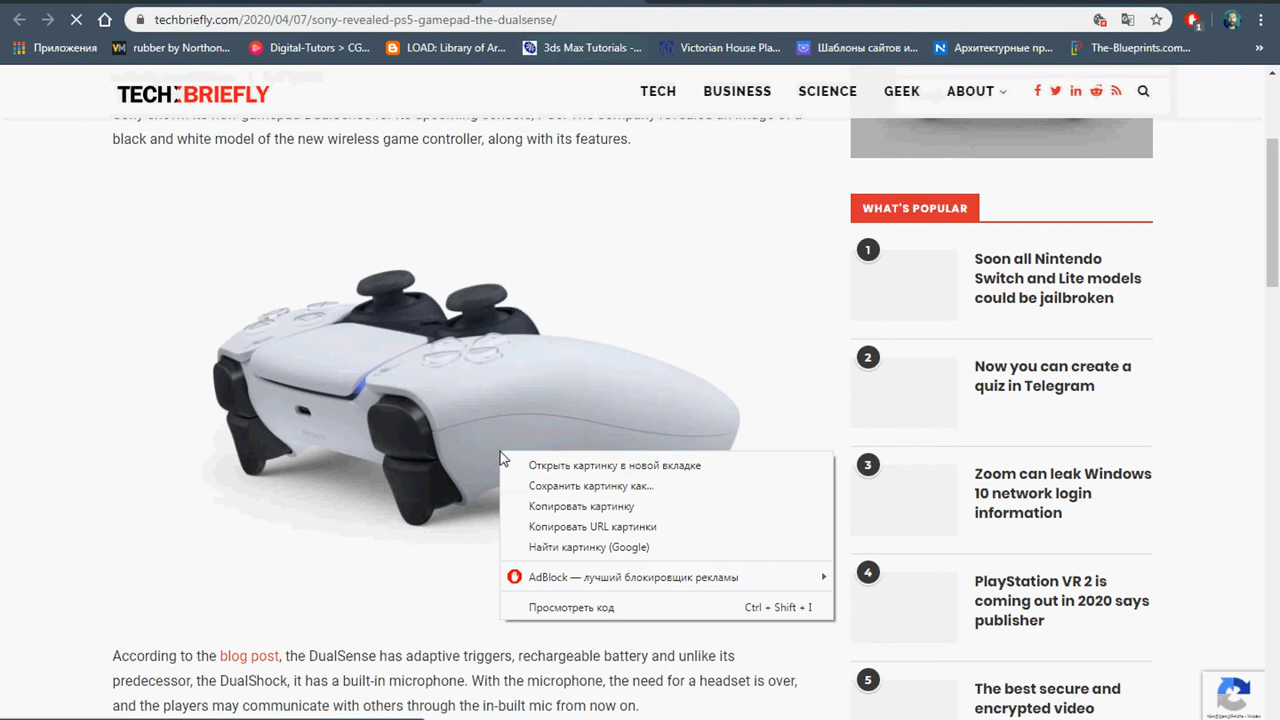 techbriefly.com/2020/04/07/sony-revealed-ps5-gamepad-the-dualsense/
1
Приложения
VM rubber by Northon...
Digital-Tutors > CG...
LOAD: Library of Ar...
3ds Max Tutorials -...
Victorian House Pla...
Шаблоны сайтов и...
N Архитектурные пр...
The-Blueprints.com...
»
TECHBRIEFLY
TECH
BUSINESS
SCIENCE
GEEK
ABOUT
black and white model of the new wireless game controller, along with its features.
Открыть картинку в новой вкладке
Сохранить картинку как...
Копировать картинку
Копировать URL картинки
Найти картинку (Google)
AdBlock — лучший блокировщик рекламы
Просмотреть код Ctrl + Shift + I
According to the blog post, the DualSense has adaptive triggers, rechargeable battery and unlike its
predecessor, the DualShock, it has a built-in microphone. With the microphone, the need for a headset is over,
and the players may communicate with others through the in-built mic from now on.
WHAT'S POPULAR
1
Soon all Nintendo
Switch and Lite models
could be jailbroken
2
Now you can create a
quiz in Telegram
3
Zoom can leak Windows
10 network login
information
4
PlayStation VR 2 is
coming out in 2020 says
publisher
5
The best secure and
encrypted video